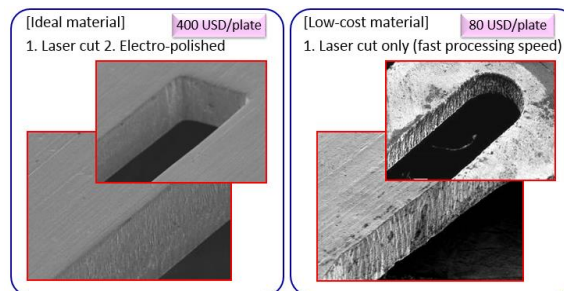 [Ideal material]
400 USD/plate
1. Laser cut 2. Electro-polished
[Low-cost material]
80 USD/plate
1. Laser cut only (fast processing speed)